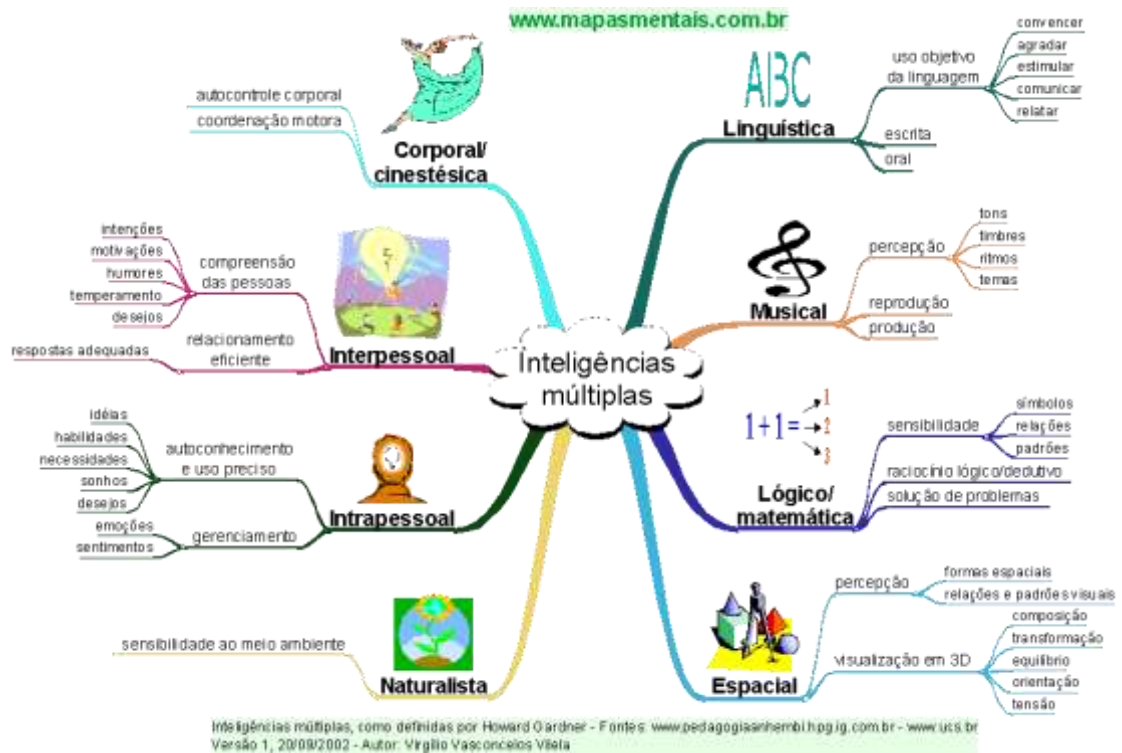 www.mapasmentais.com.br
Inteligências
múltiplas
ABC
Linguística
uso objetivo
da linguagem
convencer
agradar
estimular
comunicar
relatar
escrita
oral
Musical
percepção
tons
timbres
ritmos
temas
reprodução
produção
1+1=
1
2
3
Lógico/
matemática
sensibilidade
símbolos
relações
padrões
raciocínio lógico/dedutivo
solução de problemas
Espacial
percepção
formas espaciais
relações e padrões visuais
visualização em 3D
composição
transformação
equilíbrio
orientação
tensão
Naturalista
sensibilidade ao meio ambiente
Intrapessoal
autoconhecimento
e uso preciso
idéias
habilidades
necessidades
sonhos
desejos
gerenciamento
emoções
sentimentos
Interpessoal
compreensão
das pessoas
intenções
motivações
humores
temperamento
desejos
relacionamento
eficiente
respostas adequadas
Corporal/
cinestésica
autocontrole corporal
coordenação motora
Inteligências múltiplas, como definidas por Howard Gardner - Fontes: www.pedagogiaanhembi.hpg.ig.com.br - www.ucs.br
Versão 1, 20/09/2002 - Autor: Virgílio Vasconcelos Vilela